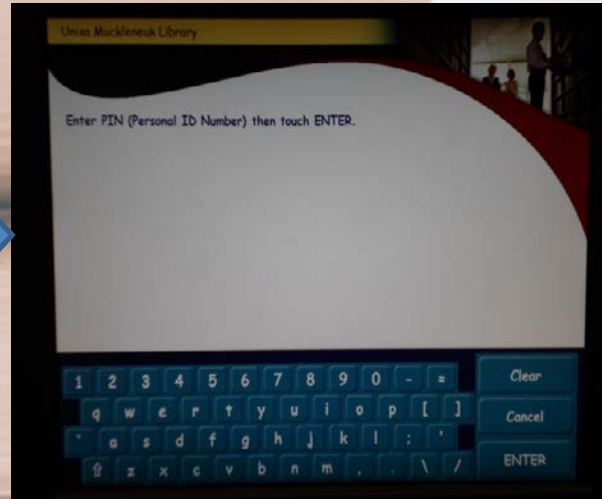 Unisa Muckleneuk Library
Enter PIN (Personal ID Number) then touch ENTER.
1 2 3 4 5 6 7 8 9 0 - = Clear
q w e r t y u i o p [ ] Cancel
a s d f g h j k l ; '
z x c v b n m , . \ / ENTER